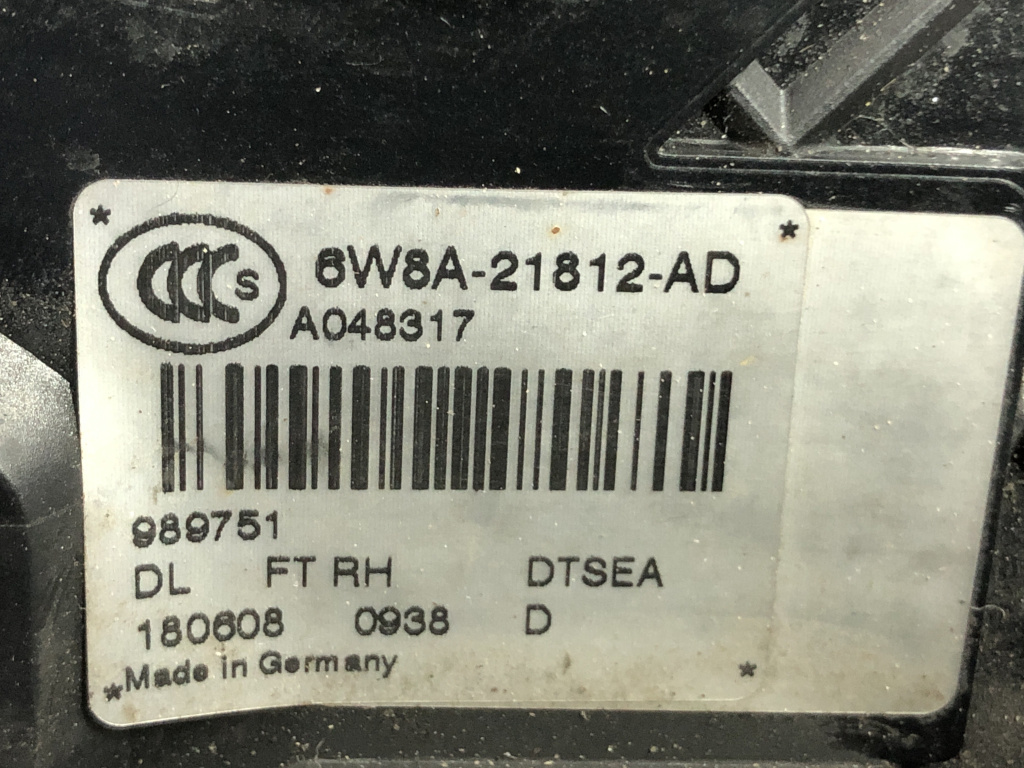 CCC S
6W8A-21812-AD
A048317
989751
DL FT RH DTSEA
180608 0938 D
*Made in Germany *